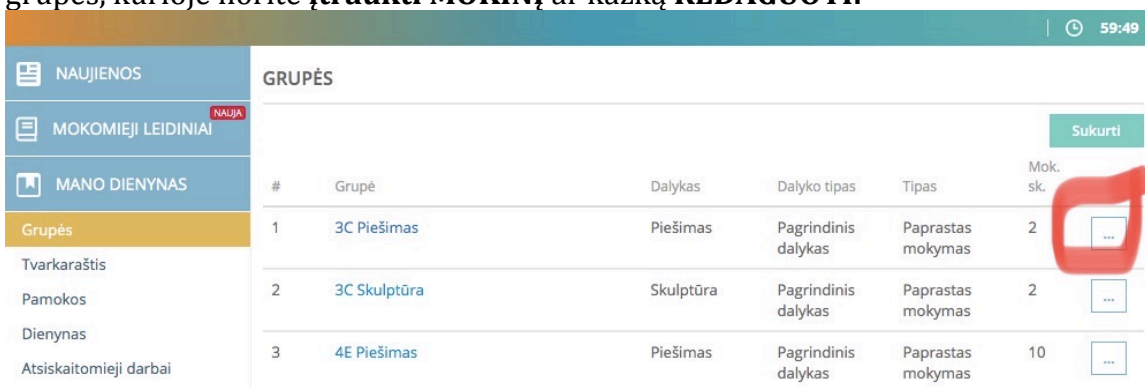 grupės, kurioje norite įtraukti MOKINĮ ar kažką REDAGUOTI.
59:49
NAUJIENOS
MOKOMIEJI LEIDINIAI
NAUJA
MANO DIENYNAS
Grupės
Tvarkaraštis
Pamokos
Dienynas
Atsiskaitomieji darbai
GRUPĖS
Sukurti
# Grupė Dalykas Dalyko tipas Tipas Mok. sk.
1 3C Piešimas Piešimas Pagrindinis dalykas Paprastas mokymas 2 ...
2 3C Skulptūra Skulptūra Pagrindinis dalykas Paprastas mokymas 2 ...
3 4E Piešimas Piešimas Pagrindinis dalykas Paprastas mokymas 10 ...